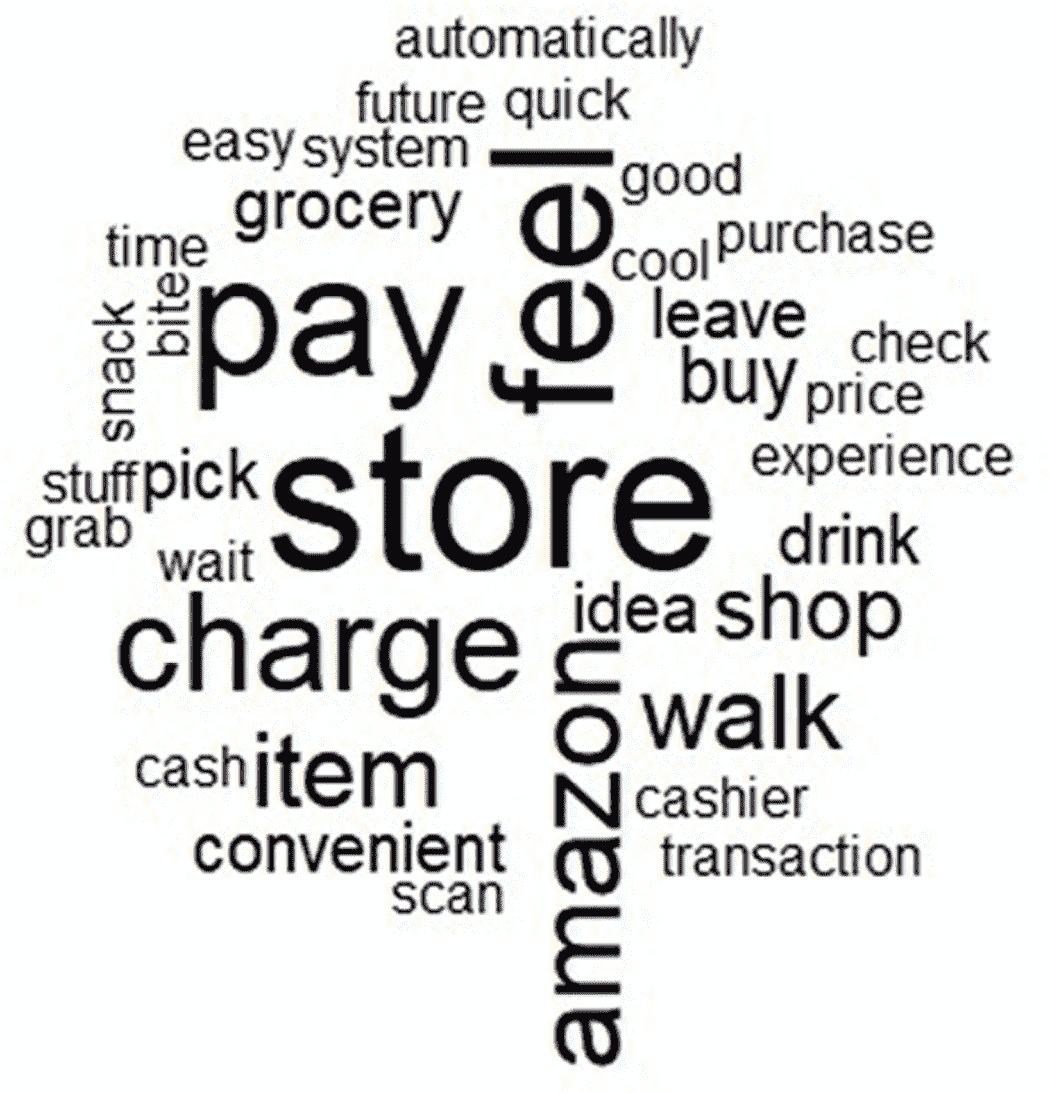 automatically
future quick
easy system
feel
good
grocery
time
cool purchase
bite
snack
pay
leave
check
buy price
stuff pick store
experience
grab
wait
drink
charge
idea shop
amazon
walk
cash item
cashier
convenient
transaction
scan